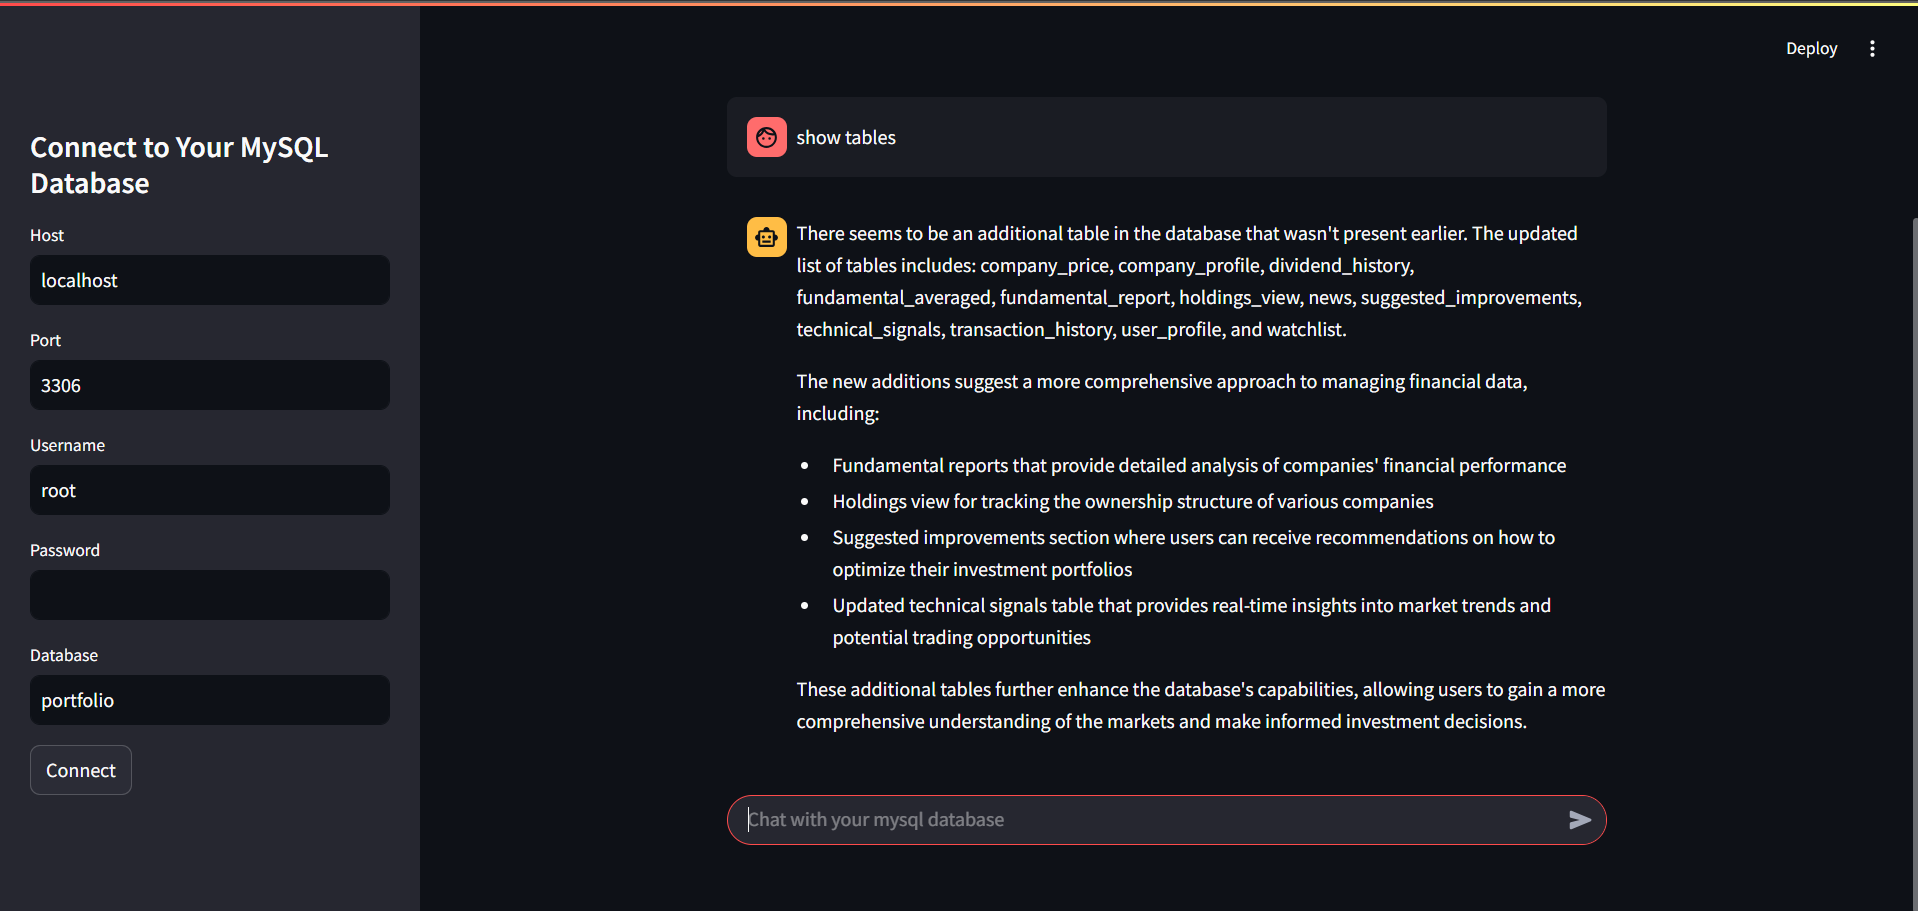 Deploy
Connect to Your MySQL
Database
Host
localhost
Port
3306
Username
root
Password
Database
portfolio
Connect
show tables
There seems to be an additional table in the database that wasn't present earlier. The updated
list of tables includes: company_price, company_profile, dividend_history,
fundamental_averaged, fundamental_report, holdings_view, news, suggested_improvements,
technical_signals, transaction_history, user_profile, and watchlist.
The new additions suggest a more comprehensive approach to managing financial data,
including:
• Fundamental reports that provide detailed analysis of companies' financial performance
• Holdings view for tracking the ownership structure of various companies
• Suggested improvements section where users can receive recommendations on how to
optimize their investment portfolios
• Updated technical signals table that provides real-time insights into market trends and
potential trading opportunities
These additional tables further enhance the database's capabilities, allowing users to gain a more
comprehensive understanding of the markets and make informed investment decisions.
Chat with your mysql database